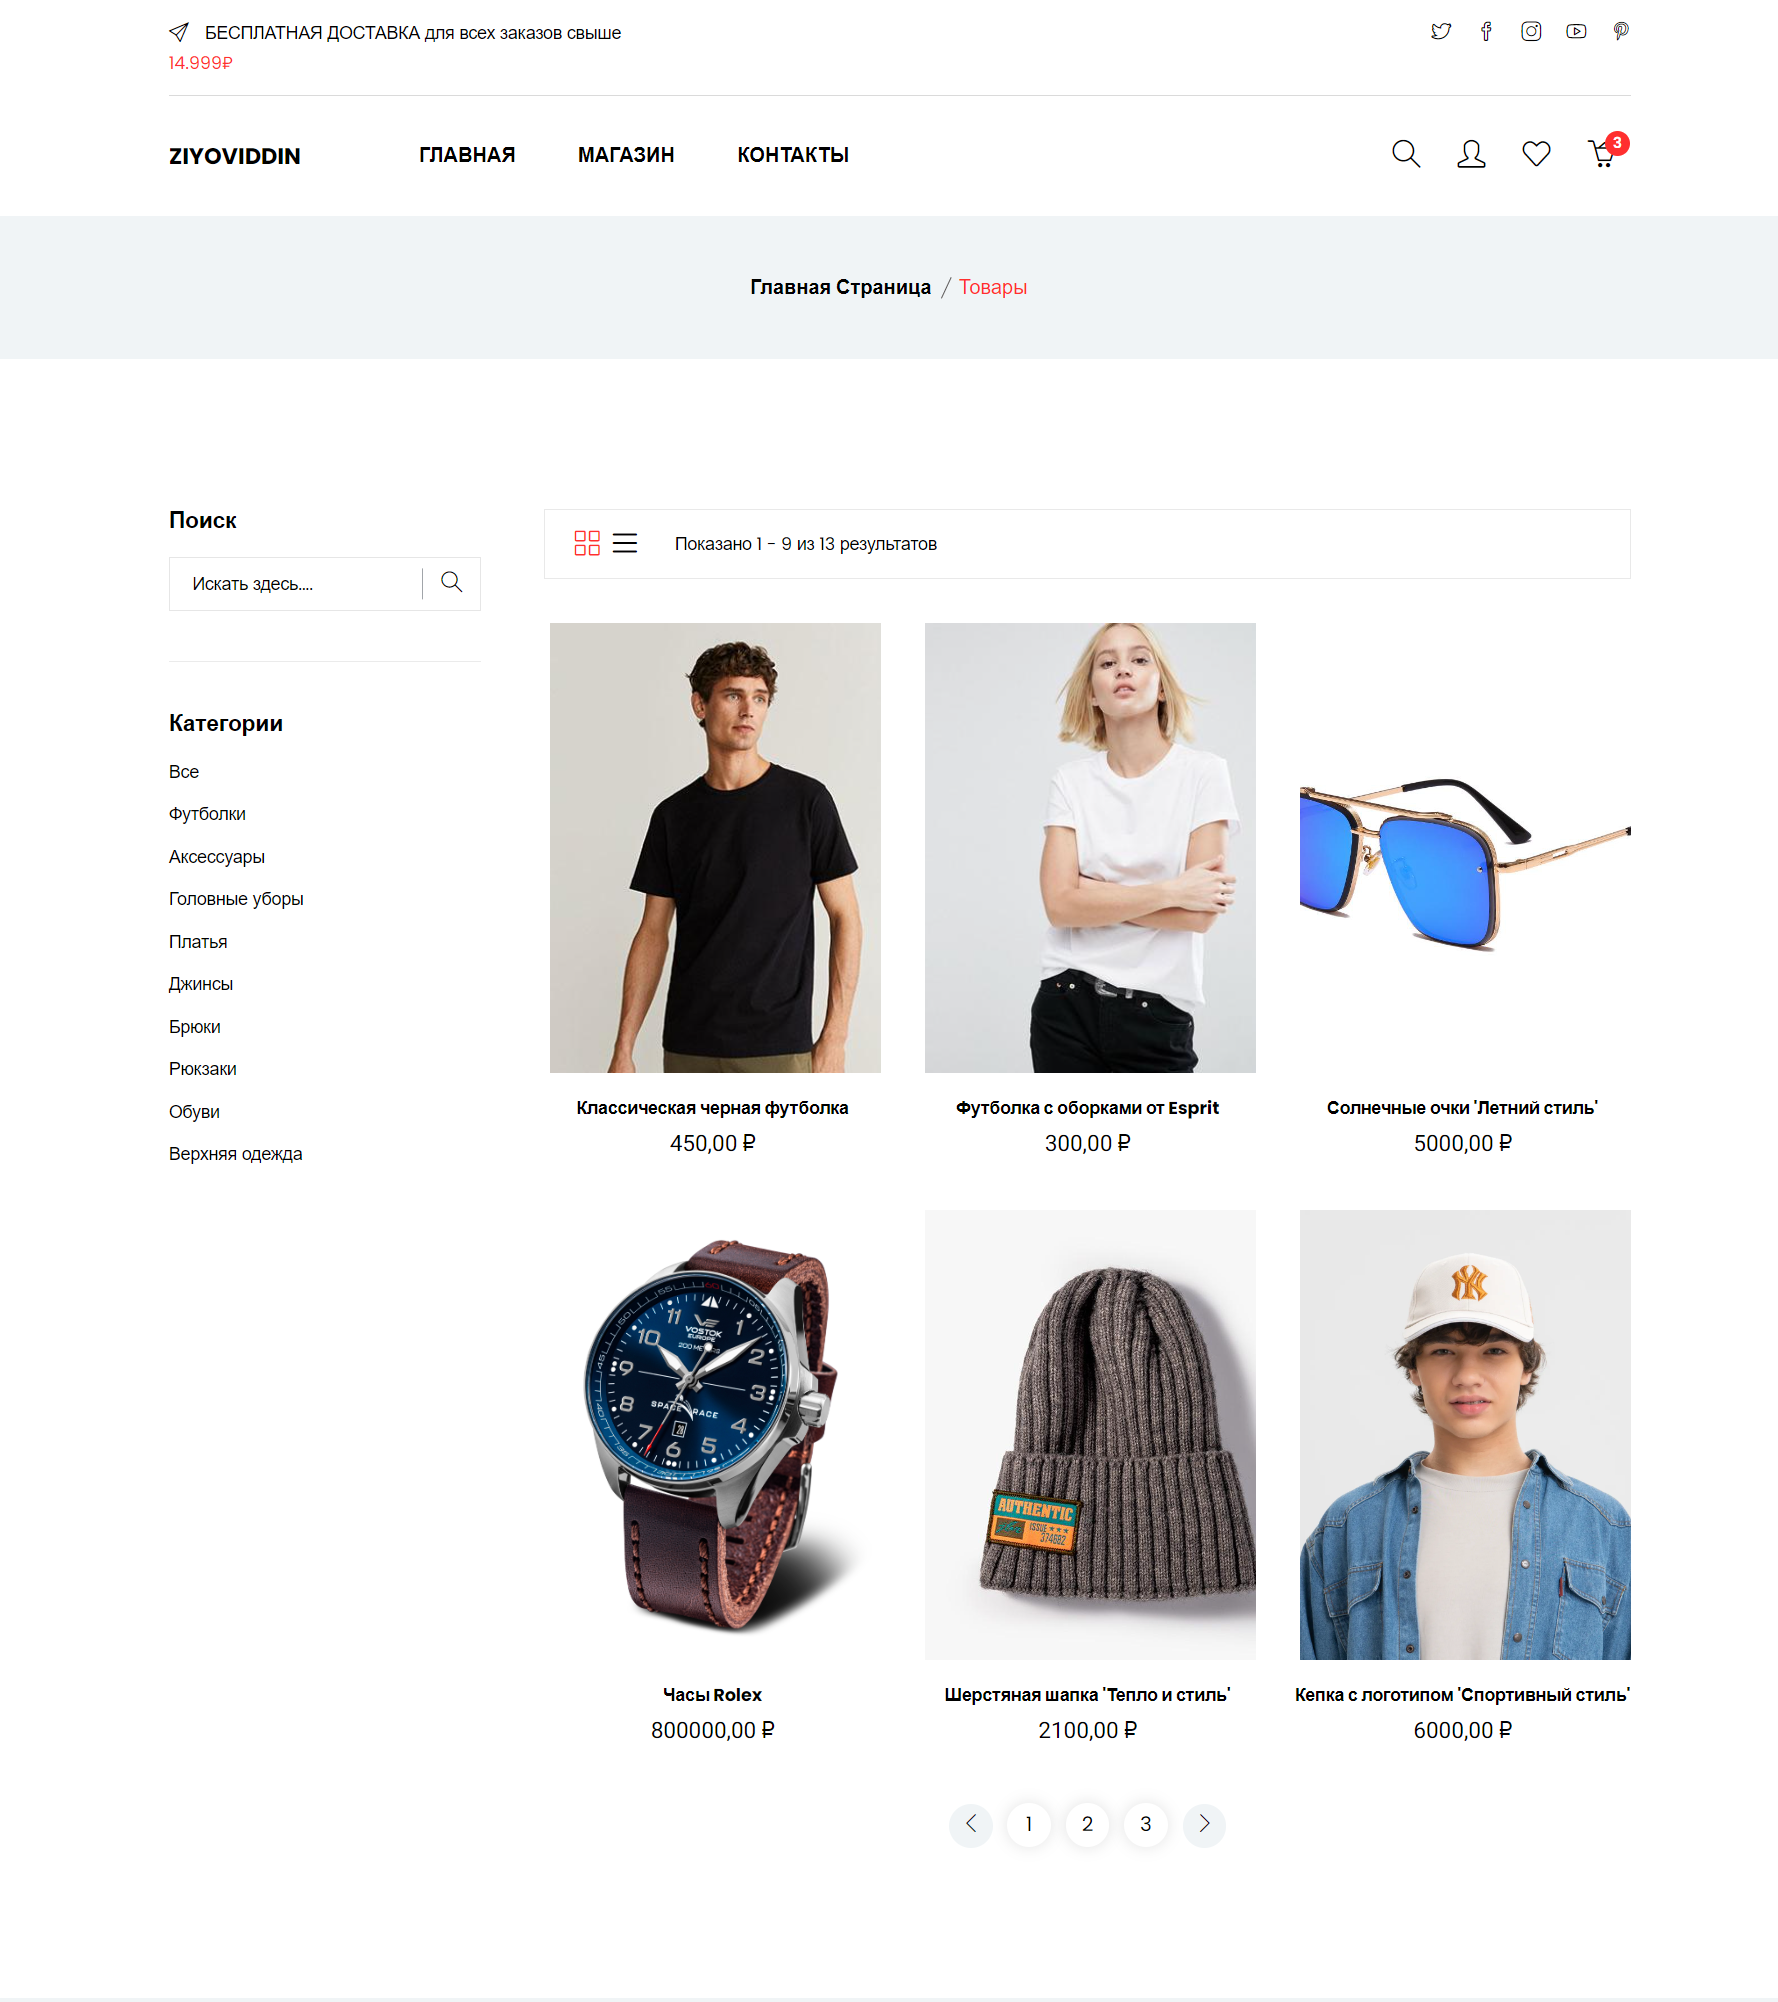 БЕСПЛАТНАЯ ДОСТАВКА для всех заказов свыше
14.999₽
ZIYOVIDDIN
ГЛАВНАЯ
МАГАЗИН
КОНТАКТЫ
3
Главная Страница / Товары
Поиск
Искать здесь....
Категории
Все
Футболки
Аксессуары
Головные уборы
Платья
Джинсы
Брюки
Рюкзаки
Обуви
Верхняя одежда
Показано 1 - 9 из 13 результатов
Классическая черная футболка
450,00 ₽
Футболка с оборками от Esprit
300,00 ₽
Солнечные очки 'Летний стиль'
5000,00 ₽
VOSTOK
EUROPE
200 METERS
SPACE RACE
28
11
1
10
2
9
3
8
4
7
6
5
Часы Rolex
800000,00 ₽
AUTHENTIC
ISSUE ★★★
374682
Шерстяная шапка 'Тепло и стиль'
2100,00 ₽
NY
Кепка с логотипом 'Спортивный стиль'
6000,00 ₽
1
2
3